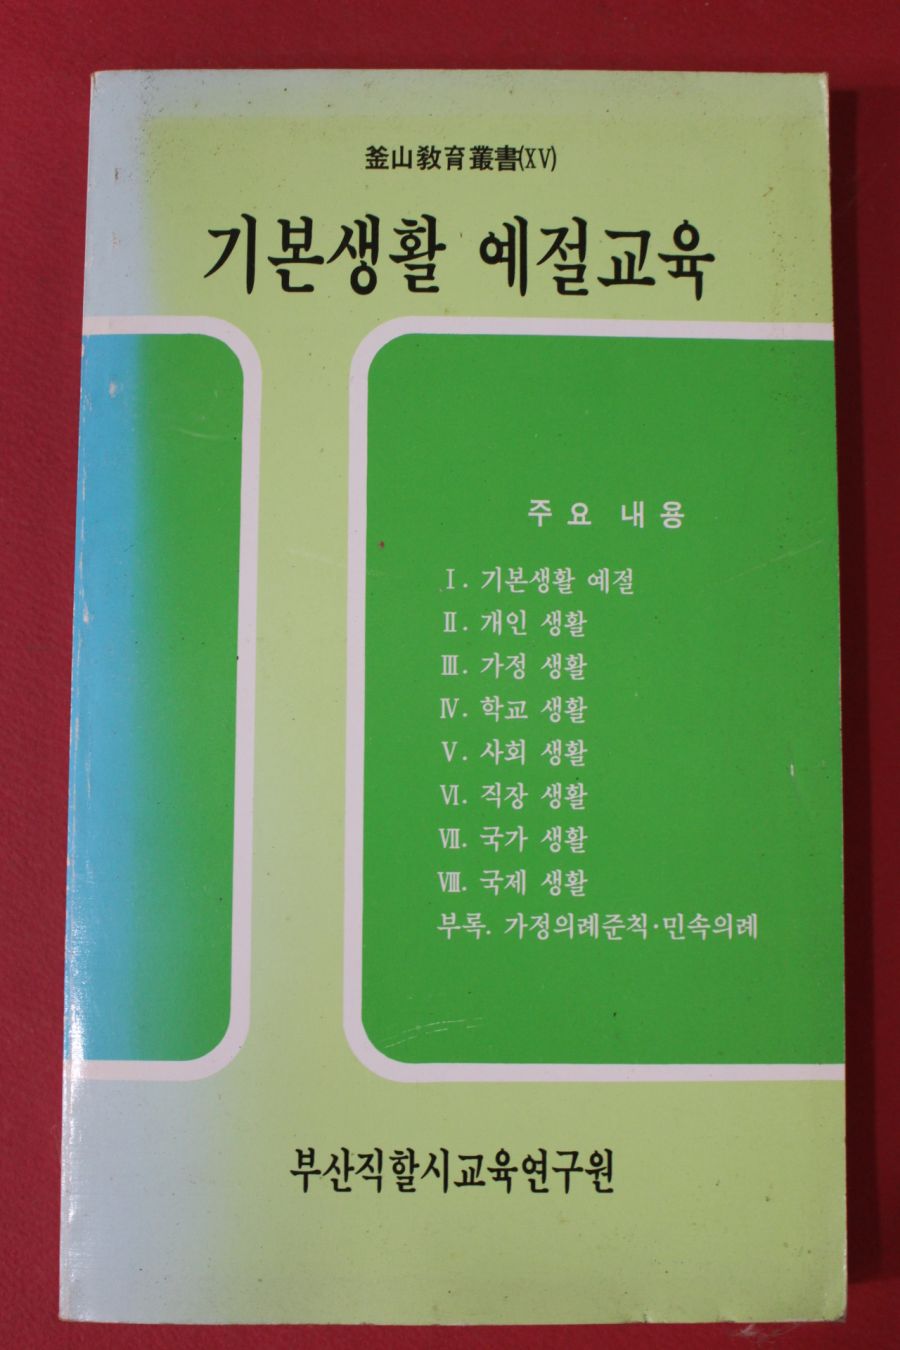 釜山敎育叢書(XV)
기본생활 예절교육
주요 내용
Ⅰ. 기본생활 예절
Ⅱ. 개인 생활
Ⅲ. 가정 생활
Ⅳ. 학교 생활
Ⅴ. 사회 생활
Ⅵ. 직장 생활
Ⅶ. 국가 생활
Ⅷ. 국제 생활
부록. 가정의례준칙·민속의례
부산직할시교육연구원